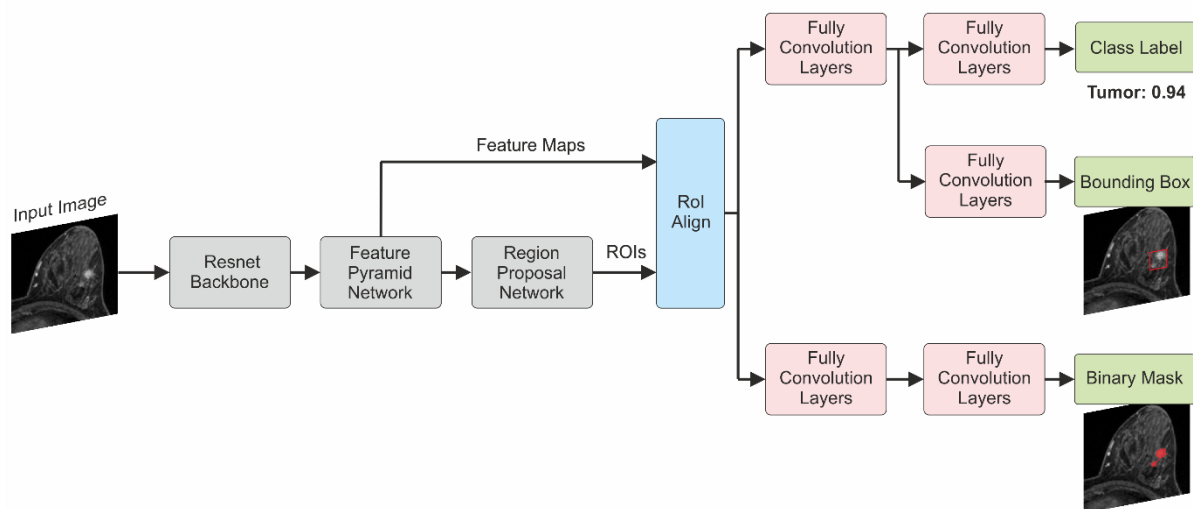 Input Image
Resnet
Backbone
Feature
Pyramid
Network
Region
Proposal
Network
Feature Maps
ROIs
RoI
Align
Fully
Convolution
Layers
Fully
Convolution
Layers
Class Label
Tumor: 0.94
Fully
Convolution
Layers
Bounding Box
Fully
Convolution
Layers
Fully
Convolution
Layers
Binary Mask